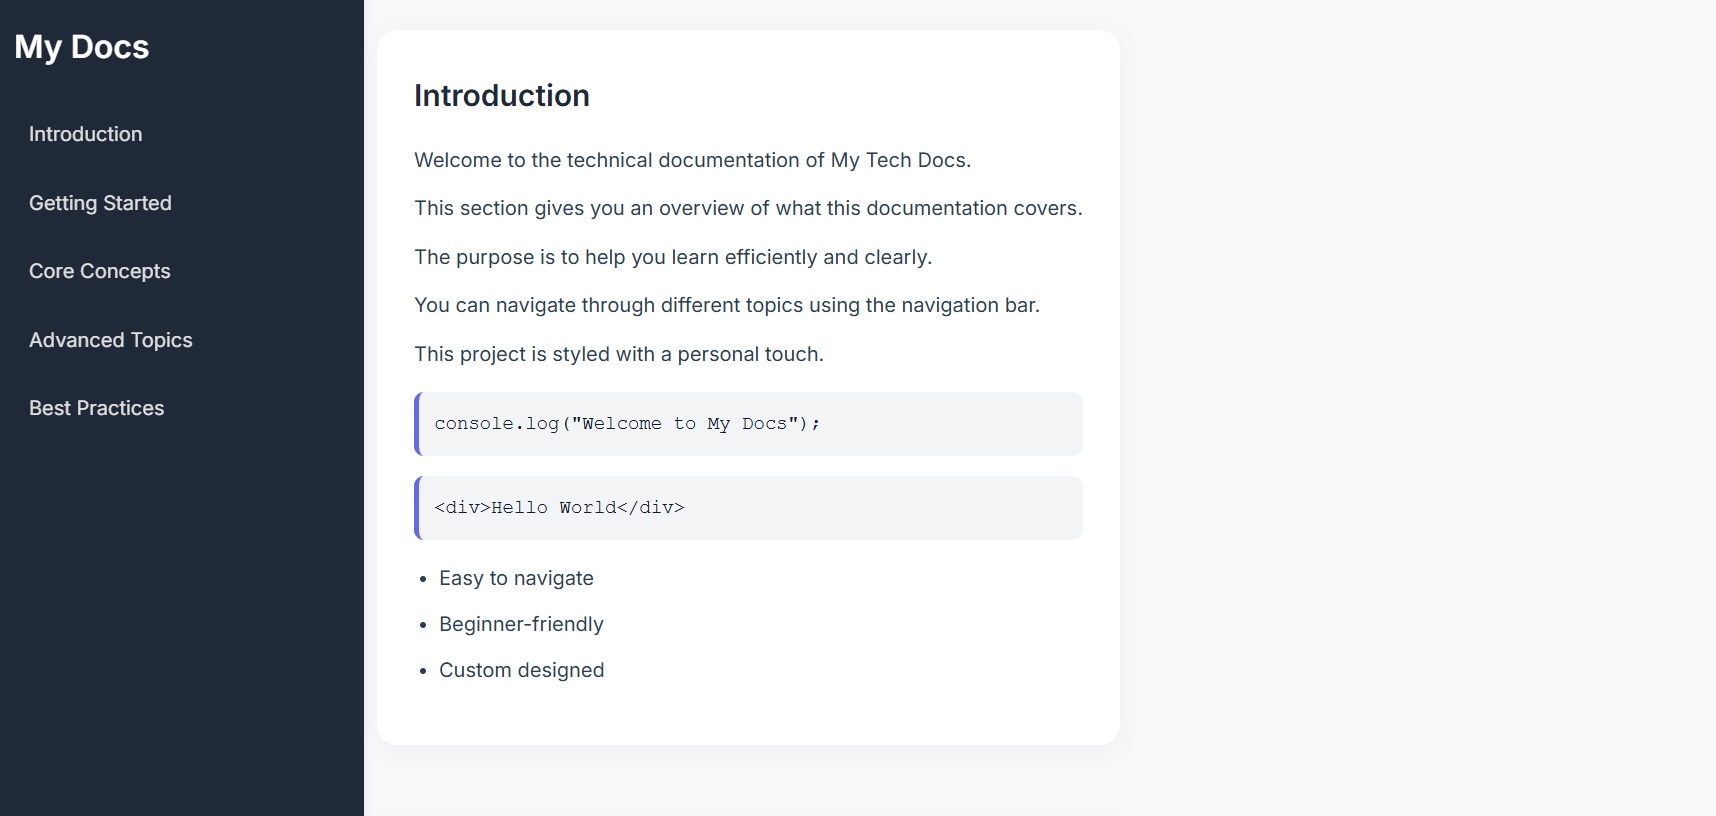 My Docs
Introduction
Getting Started
Core Concepts
Advanced Topics
Best Practices
Introduction
Welcome to the technical documentation of My Tech Docs.
This section gives you an overview of what this documentation covers.
The purpose is to help you learn efficiently and clearly.
You can navigate through different topics using the navigation bar.
This project is styled with a personal touch.
console.log("Welcome to My Docs");
<div>Hello World</div>
• Easy to navigate
• Beginner-friendly
• Custom designed